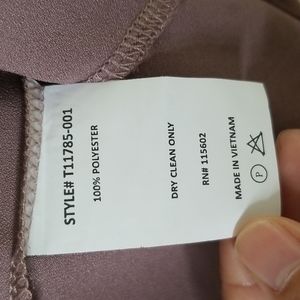 STYLE# T11785-001
100% POLYESTER
DRY CLEAN ONLY
RN# 115602
MADE IN VIETNAM
P